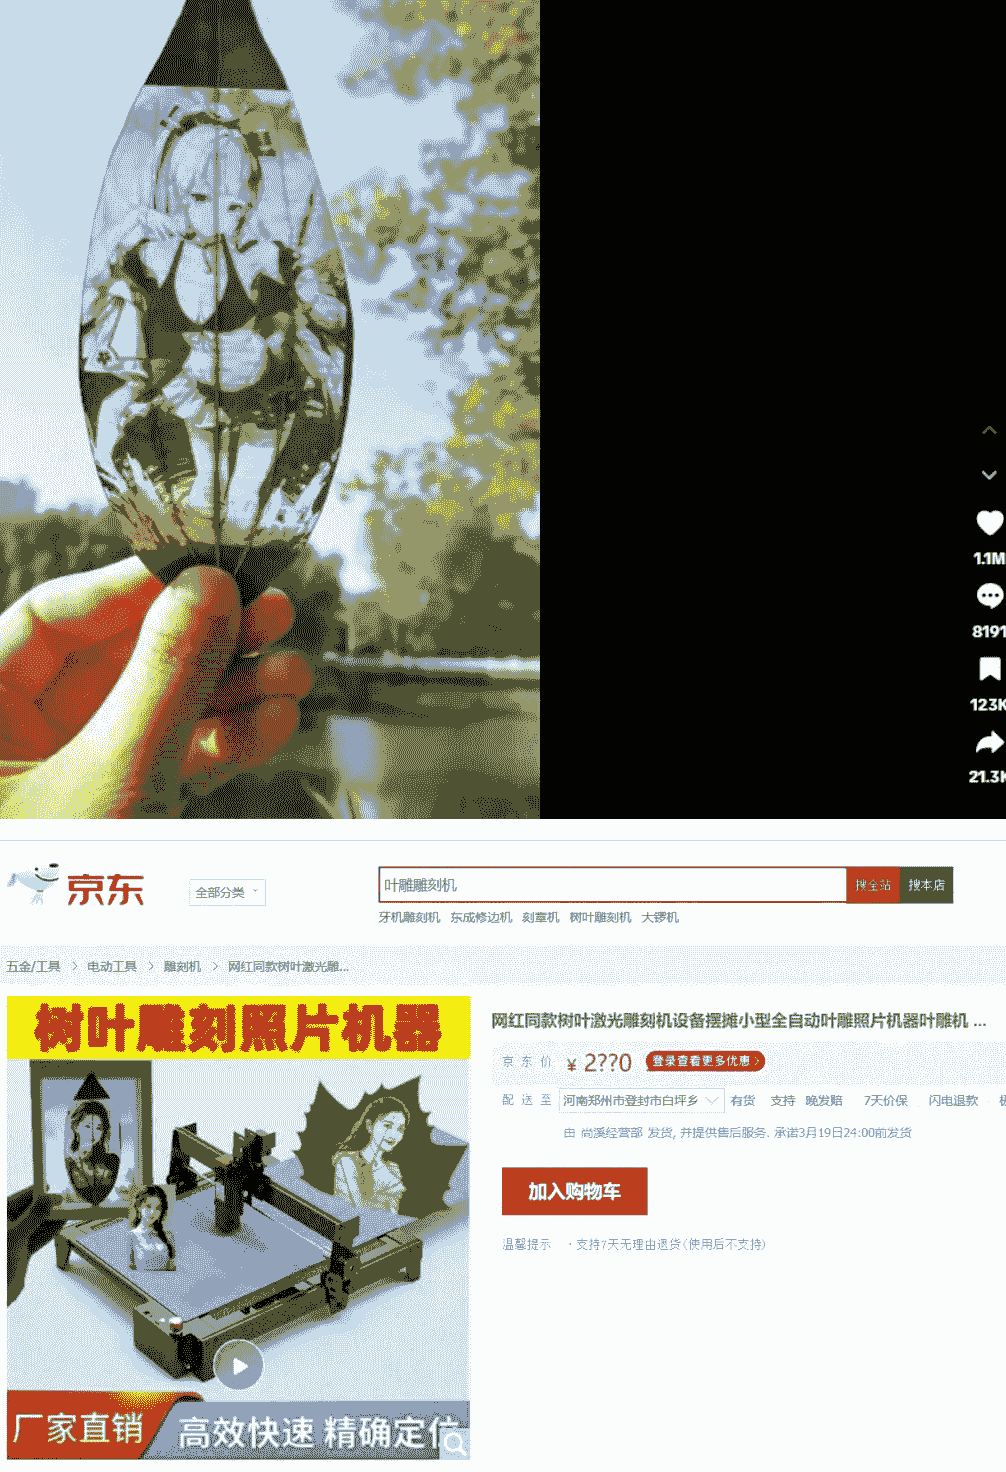 1.1M
8191
123K
21.3K
京东
全部分类
叶雕雕刻机
搜全站
搜本店
牙机雕刻机 东成修边机 刻章机 树叶雕刻机 大锣机
五金/工具 > 电动工具 > 雕刻机 > 网红同款树叶激光雕...
树叶雕刻照片机器
网红同款树叶激光雕刻机设备摆摊小型全自动叶雕照片机器叶雕机 ...
京东价 ¥ 2??0 登录查看更多优惠 >
配送至 河南郑州市登封市白坪乡 有货 支持 晚发赔 7天价保 闪电退款
由 尚溪经营部 发货, 并提供售后服务. 承诺3月19日24:00前发货
加入购物车
温馨提示 ·支持7天无理由退货(使用后不支持)
厂家直销
高效快速 精确定位